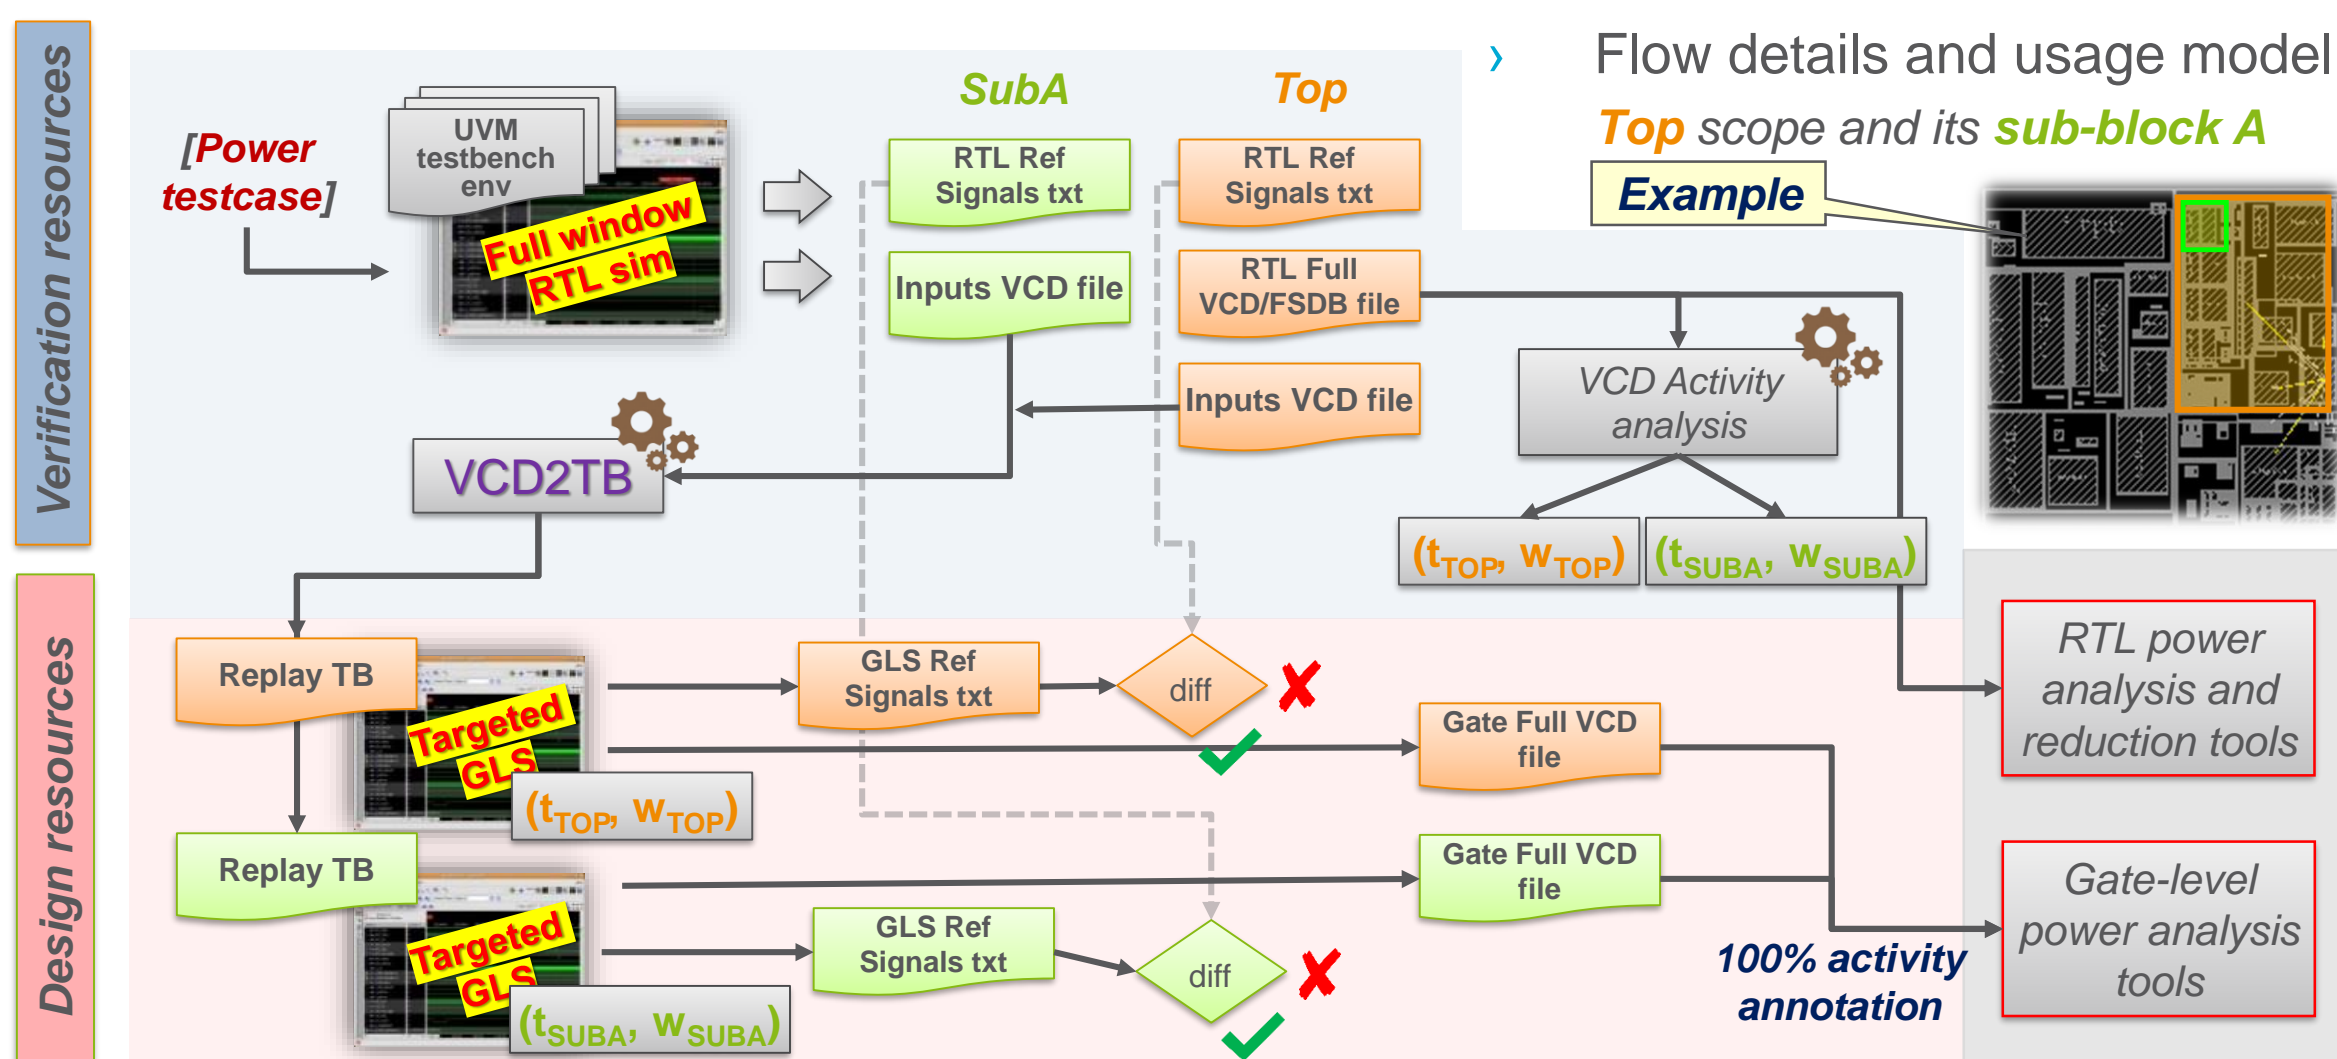 › Flow details and usage model
Top scope and its sub-block A
Example
Verification resources
[Power
testcase]
UVM
testbench
env
Full window
RTL sim
SubA
Top
RTL Ref
Signals txt
RTL Ref
Signals txt
Inputs VCD file
RTL Full
VCD/FSDB file
Inputs VCD file
VCD Activity
analysis
VCD2TB
(tTOP, wTOP)
(tSUBA, wSUBA)
Design resources
Replay TB
Targeted
GLS
(tTOP, wTOP)
GLS Ref
Signals txt
diff
Gate Full VCD
file
Replay TB
Targeted
GLS
(tSUBA, wSUBA)
GLS Ref
Signals txt
diff
Gate Full VCD
file
100% activity
annotation
RTL power
analysis and
reduction tools
Gate-level
power analysis
tools